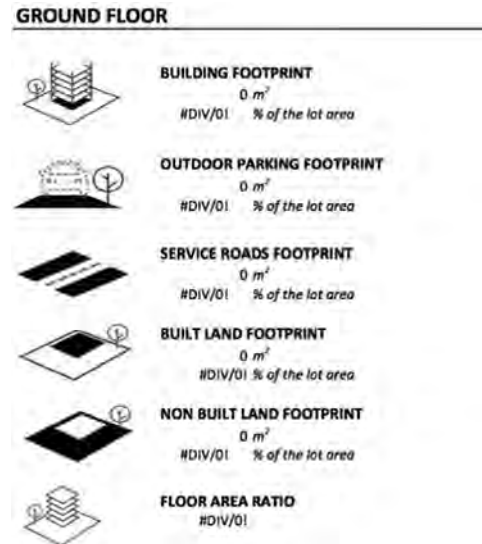 GROUND FLOOR
BUILDING FOOTPRINT
0 m²
#DIV/0! % of the lot area
OUTDOOR PARKING FOOTPRINT
0 m²
#DIV/0! % of the lot area
SERVICE ROADS FOOTPRINT
0 m²
#DIV/0! % of the lot area
BUILT LAND FOOTPRINT
0 m²
#DIV/0! % of the lot area
NON BUILT LAND FOOTPRINT
0 m²
#DIV/0! % of the lot area
FLOOR AREA RATIO
#DIV/0!